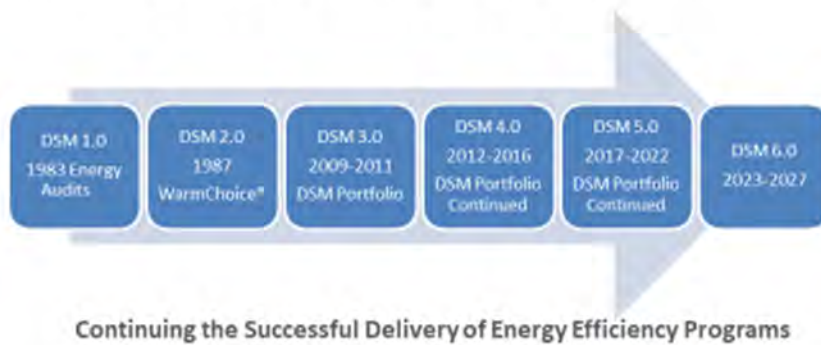 DSM 1.0
1983 Energy
Audits
DSM 2.0
1987
WarmChoice®
DSM 3.0
2009-2011
DSM Portfolio
DSM 4.0
2012-2016
DSM Portfolio
Continued
DSM 5.0
2017-2022
DSM Portfolio
Continued
DSM 6.0
2023-2027
Continuing the Successful Delivery of Energy Efficiency Programs